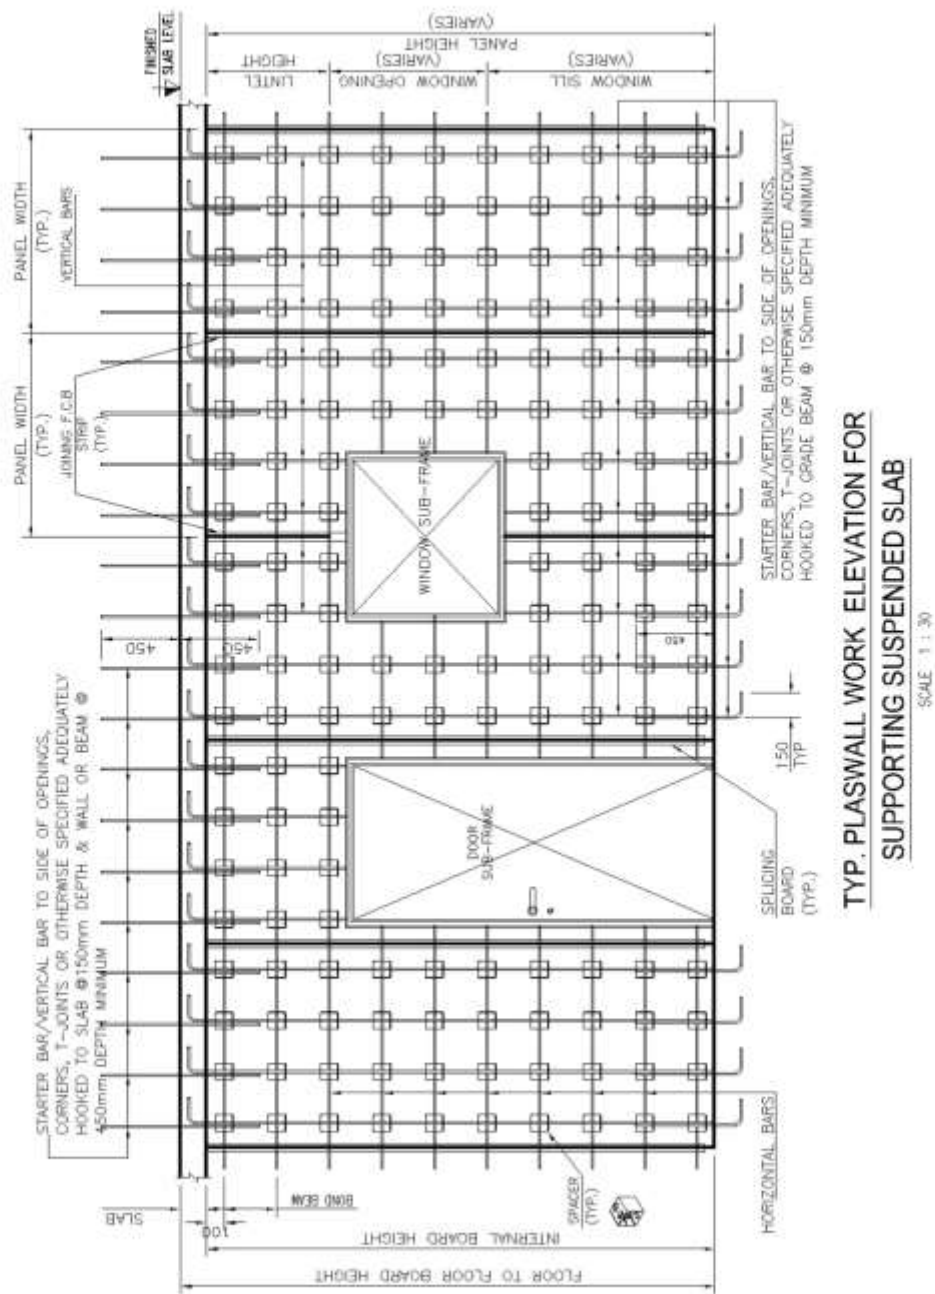 FINISHED
SLAB LEVEL
PANEL WIDTH
(TYP.)
VERTICAL BARS
PANEL WIDTH
(TYP.)
JOINING F.C.B
STRIP
(TYP.)
PANEL HEIGHT
(VARIES)
LINTEL
HEIGHT
WINDOW OPENING
(VARIES)
WINDOW SILL
(VARIES)
STARTER BAR/VERTICAL BAR TO SIDE OF OPENINGS,
CORNERS, T-JOINTS OR OTHERWISE SPECIFIED ADEQUATELY
HOOKED TO SLAB @150mm DEPTH & WALL OR BEAM @
450mm DEPTH MINIMUM
450
450
SLAB
100
BOND BEAM
INTERNAL BOARD HEIGHT
FLOOR TO FLOOR BOARD HEIGHT
WINDOW SUB-FRAME
DOOR
SUB-FRAME
450
SPACER
(TYP.)
HORIZONTAL BARS
SPLICING
BOARD
(TYP.)
150
TYP
STARTER BAR/VERTICAL BAR TO SIDE OF OPENINGS,
CORNERS, T-JOINTS OR OTHERWISE SPECIFIED ADEQUATELY
HOOKED TO GRADE BEAM @ 150mm DEPTH MINIMUM
TYP. PLASWALL WORK ELEVATION FOR
SUPPORTING SUSPENDED SLAB
SCALE 1 : 30